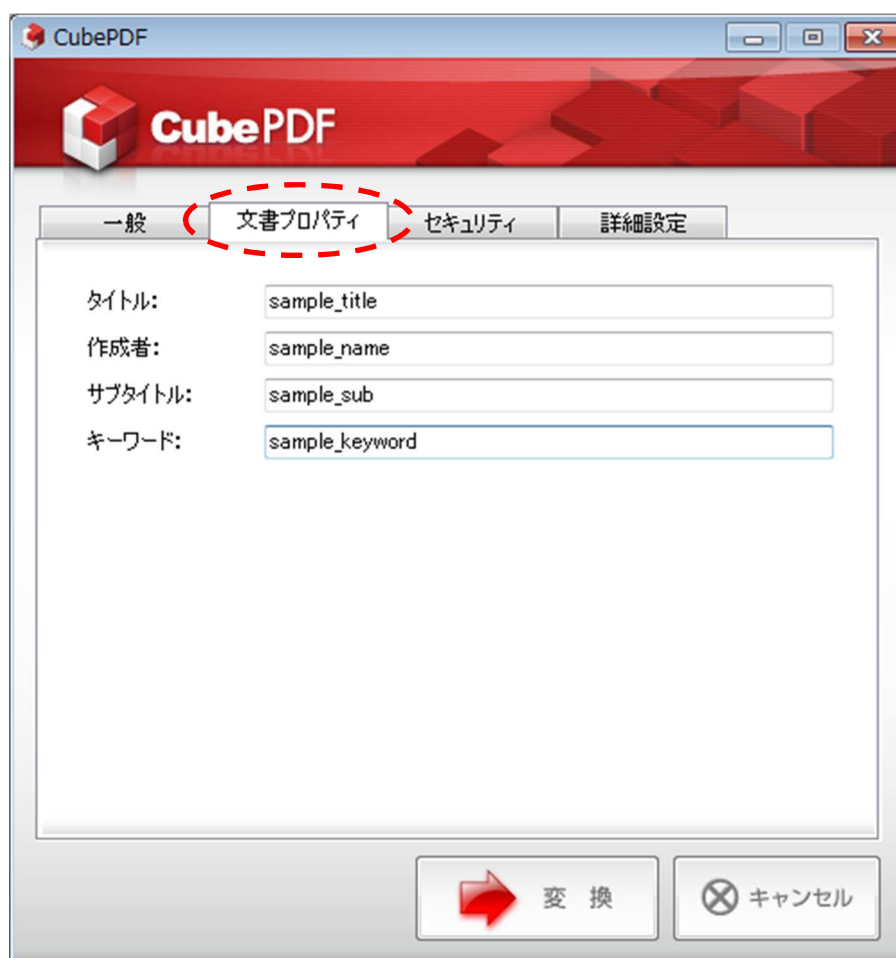 CubePDF
CubePDF
一般 文書プロパティ セキュリティ 詳細設定
タイトル: sample_title
作成者: sample_name
サブタイトル: sample_sub
キーワード: sample_keyword
変 換 キャンセル